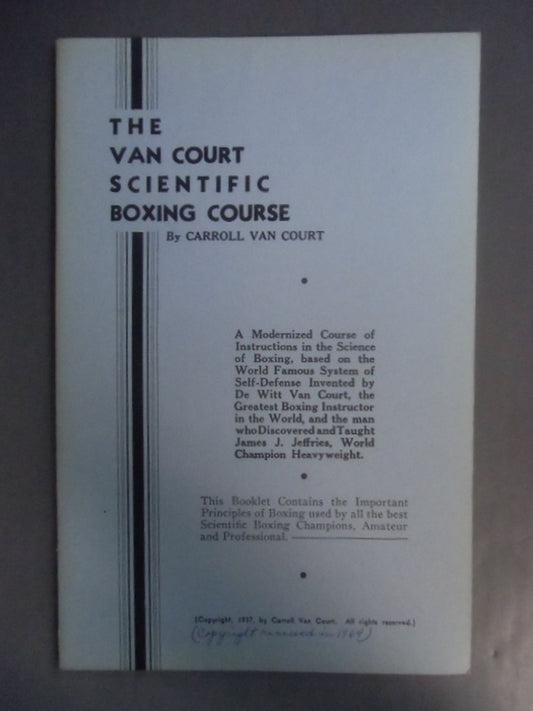 THE
VAN COURT
SCIENTIFIC
BOXING COURSE
By CARROLL VAN COURT
A Modernized Course of
Instructions in the Science
of Boxing, based on the
World Famous System of
Self-Defense Invented by
De Witt Van Court, the
Greatest Boxing Instructor
in the World, and the man
who Discovered and Taught
James J. Jeffries, World
Champion Heavyweight.
This Booklet Contains the Important
Principles of Boxing used by all the best
Scientific Boxing Champions, Amateur
and Professional.
(Copyright, 1937, by Carroll Van Court. All rights reserved.)
(Copyright renewed in 1964)